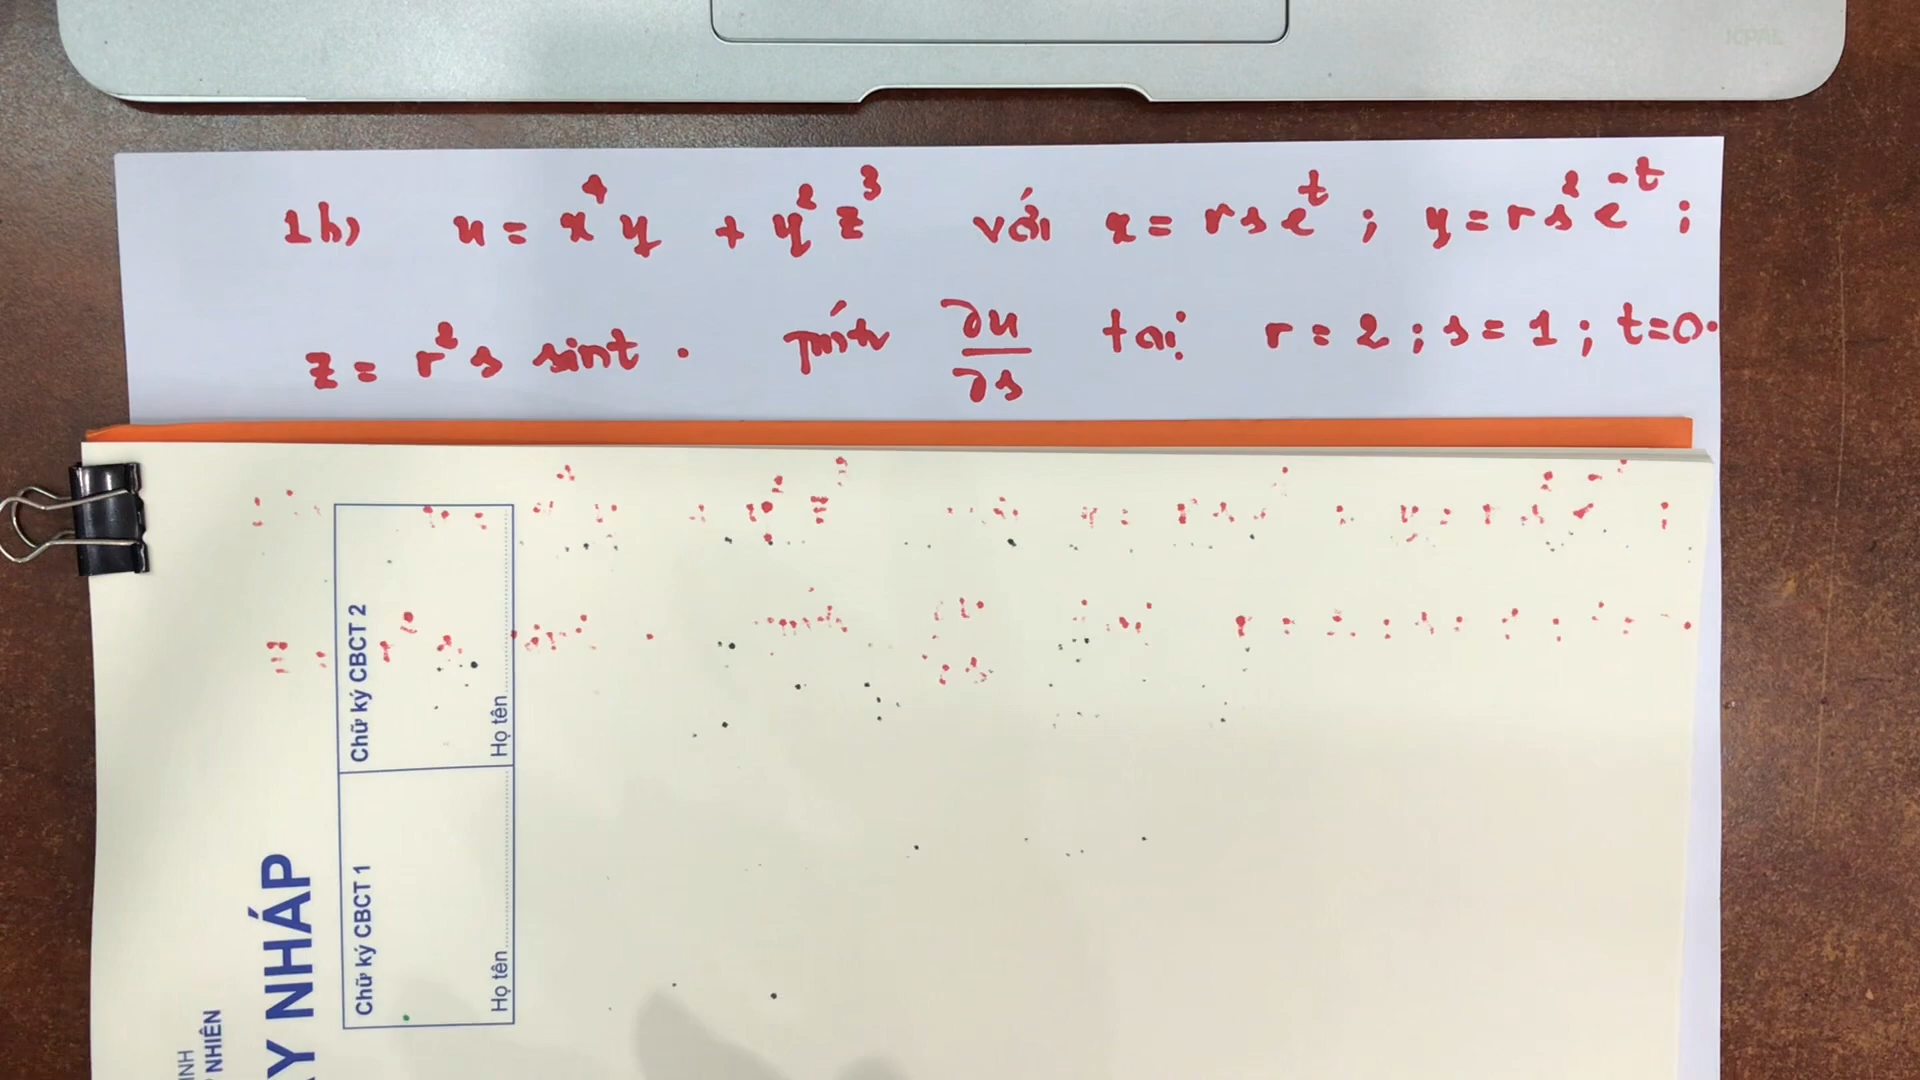 1b) u = x⁴y + y²z³ với x = rse^t ; y = rs²e^-t ;
z = r²s sint . Tính ∂u/∂s tại r = 2 ; s = 1 ; t=0.
Chữ ký CBCT 2
Họ tên
Chữ ký CBCT 1
Họ tên
Y NHÁP
NHIÊN
INH